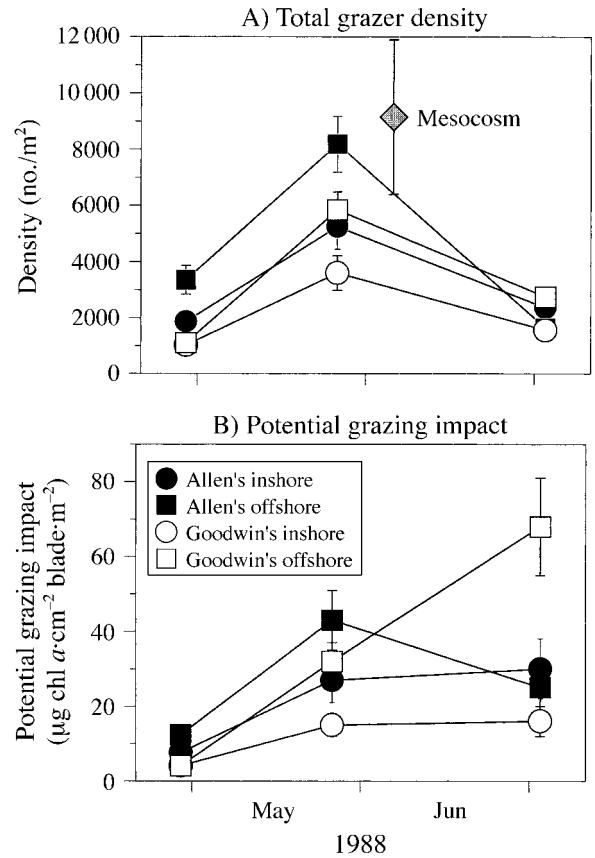 A) Total grazer density
12 000
10 000
8000
6000
4000
2000
0
Density (no./m²)
Mesocosm
B) Potential grazing impact
80
60
40
20
0
Potential grazing impact
(µg chl a·cm⁻² blade·m⁻²)
Allen's inshore
Allen's offshore
Goodwin's inshore
Goodwin's offshore
May Jun
1988